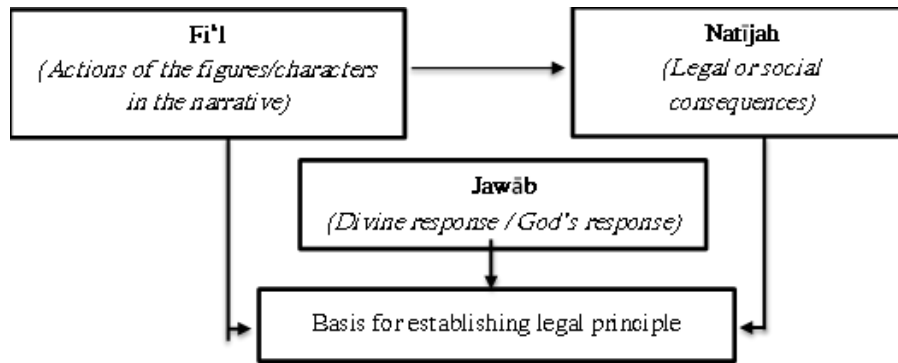 Fi‘l
(Actions of the figures/characters
in the narrative)
Natījah
(Legal or social
consequences)
Jawāb
(Divine response / God's response)
Basis for establishing legal principle